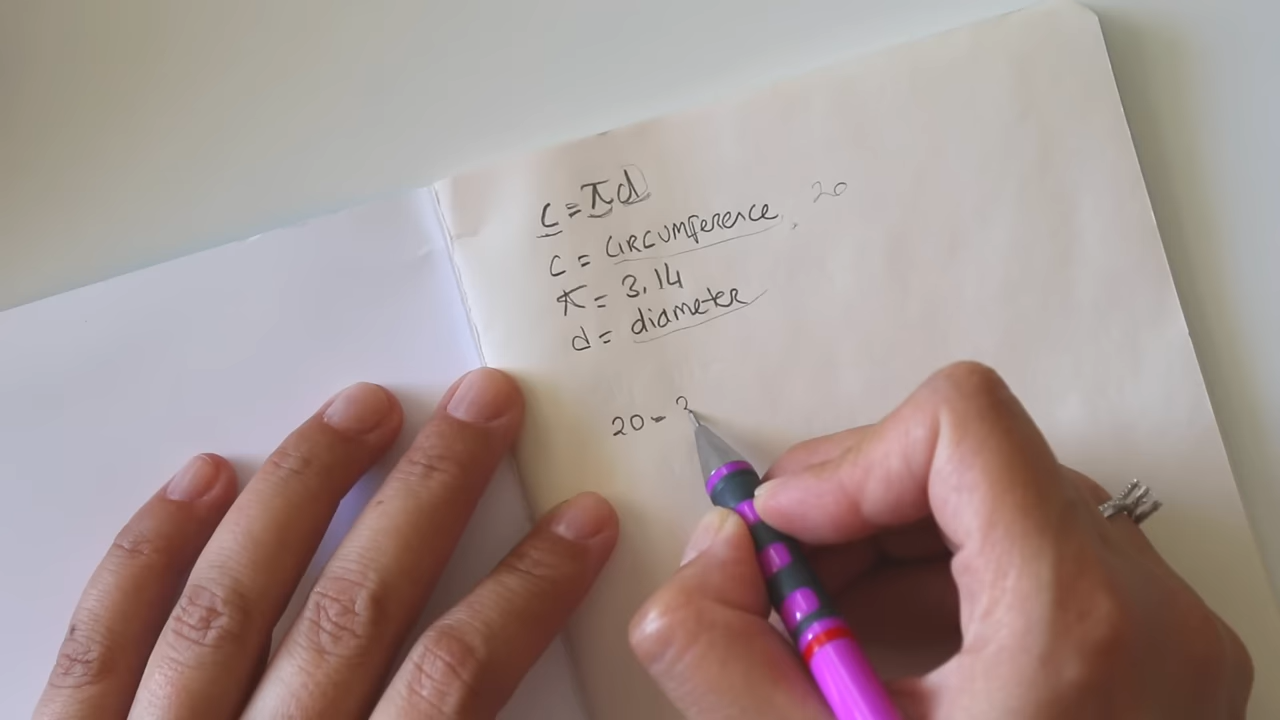 C = πd
C = CIRCUMFERENCE, 20
π = 3.14
d = diameter
20 - 3